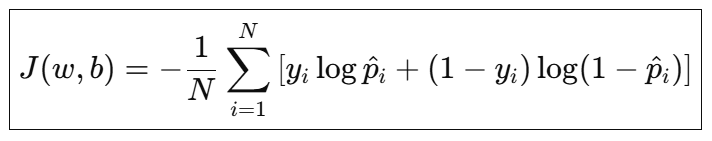 J(w, b) = -\frac{1}{N} \sum_{i=1}^{N} [y_i \log \hat{p}_i + (1 - y_i) \log(1 - \hat{p}_i)]